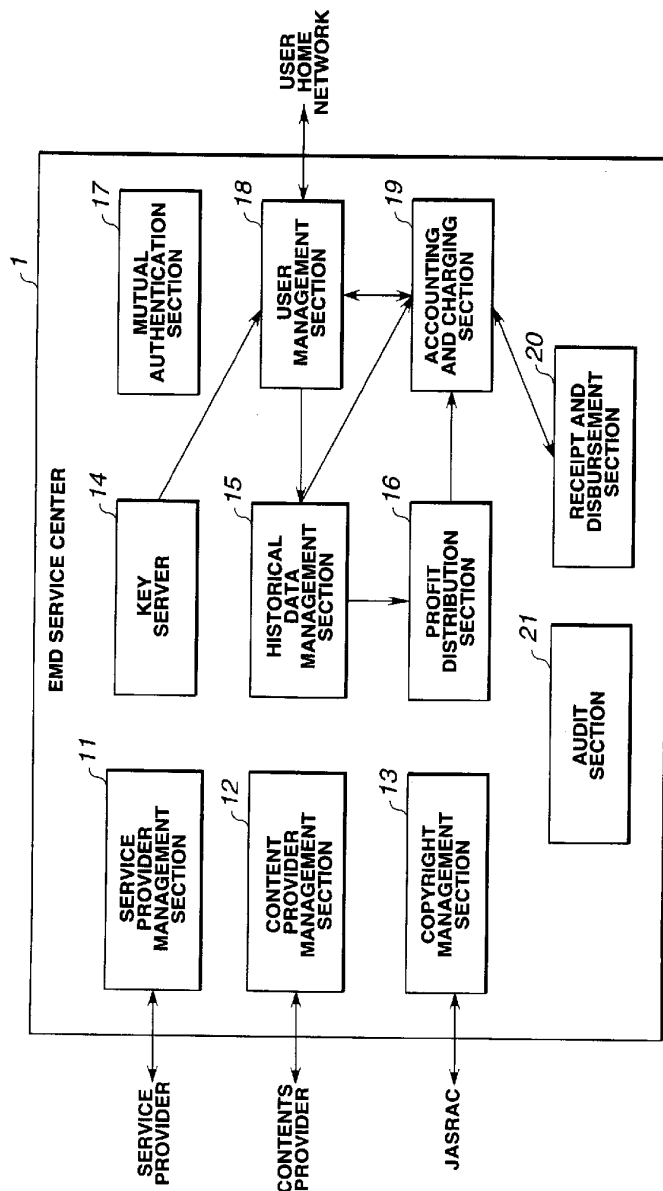 1
EMD SERVICE CENTER
SERVICE
PROVIDER
11
SERVICE
PROVIDER
MANAGEMENT
SECTION
14
KEY
SERVER
17
MUTUAL
AUTHENTICATION
SECTION
CONTENTS
PROVIDER
12
CONTENT
PROVIDER
MANAGEMENT
SECTION
15
HISTORICAL
DATA
MANAGEMENT
SECTION
18
USER
MANAGEMENT
SECTION
USER
HOME
NETWORK
JASRAC
13
COPYRIGHT
MANAGEMENT
SECTION
16
PROFIT
DISTRIBUTION
SECTION
19
ACCOUNTING
AND CHARGING
SECTION
21
AUDIT
SECTION
20
RECEIPT AND
DISBURSEMENT
SECTION